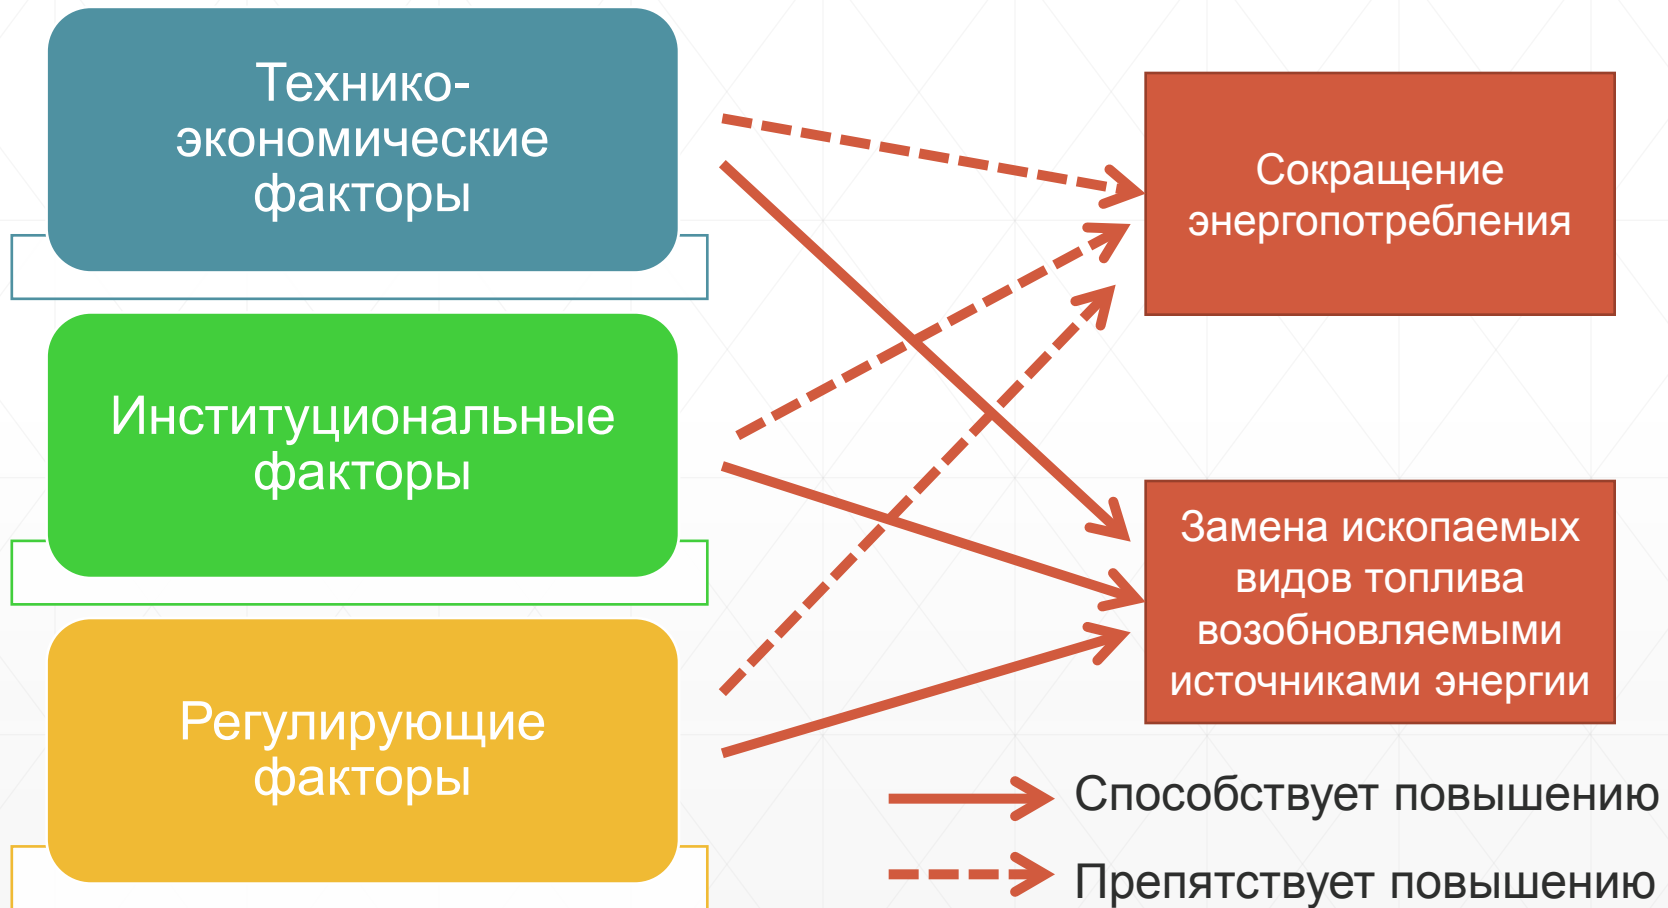 Технико-
экономические
факторы
Институциональные
факторы
Регулирующие
факторы
Сокращение
энергопотребления
Замена ископаемых
видов топлива
возобновляемыми
источниками энергии
Способствует повышению
Препятствует повышению